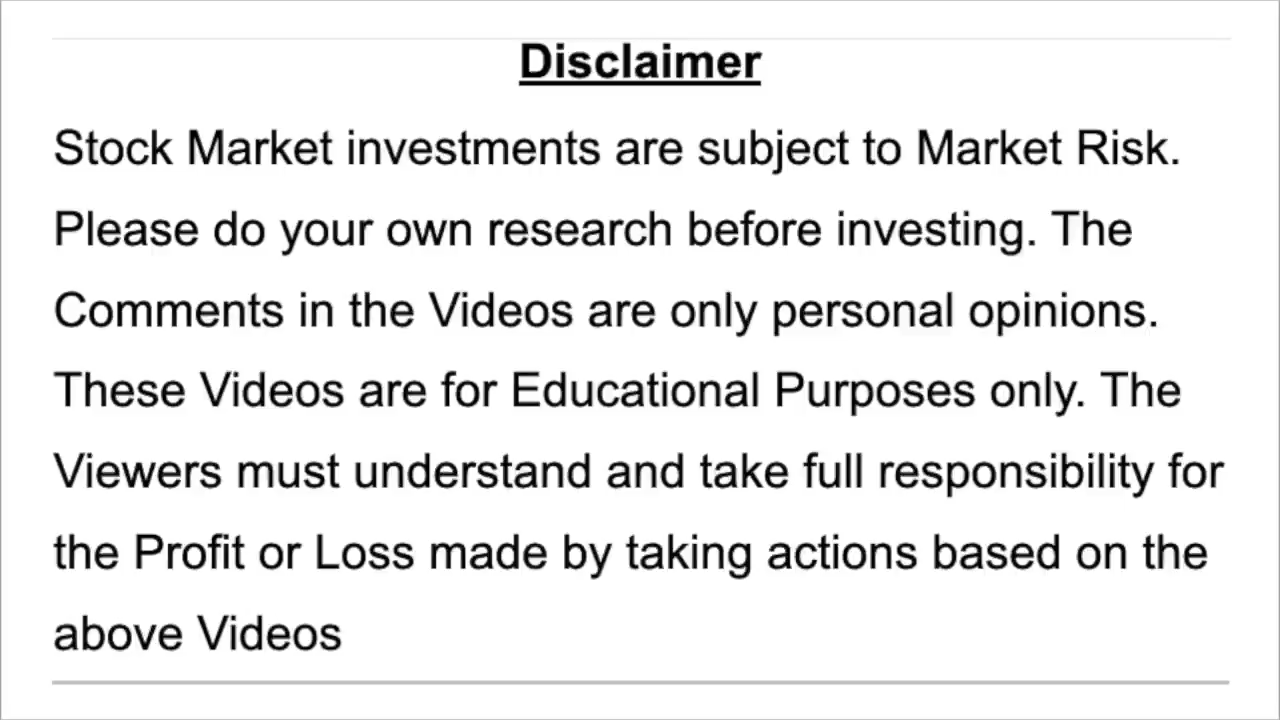 Disclaimer
Stock Market investments are subject to Market Risk.
Please do your own research before investing. The
Comments in the Videos are only personal opinions.
These Videos are for Educational Purposes only. The
Viewers must understand and take full responsibility for
the Profit or Loss made by taking actions based on the
above Videos